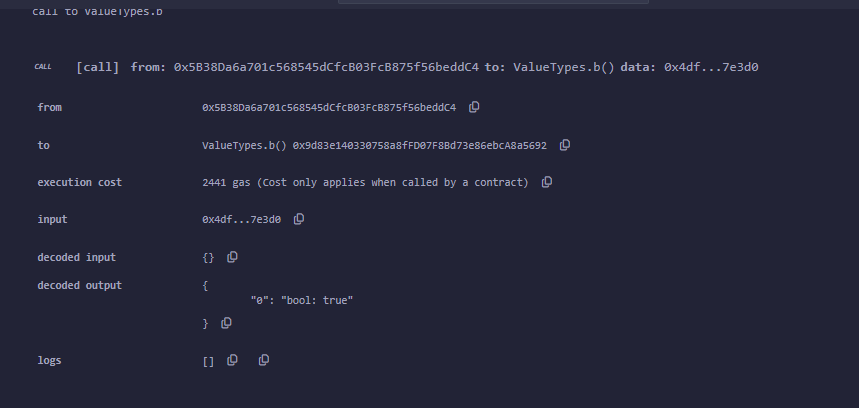 call to ValueTypes.b
CALL [call] from: 0x5B38Da6a701c568545dCfcB03FcB875f56beddC4 to: ValueTypes.b() data: 0x4df...7e3d0
from 0x5B38Da6a701c568545dCfcB03FcB875f56beddC4
to ValueTypes.b() 0x9d83e140330758a8fFD07F8Bd73e86ebcA8a5692
execution cost 2441 gas (Cost only applies when called by a contract)
input 0x4df...7e3d0
decoded input {}
decoded output {
"0": "bool: true"
}
logs []